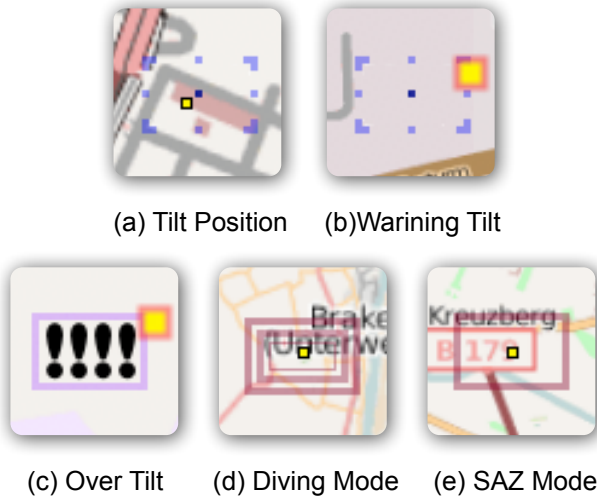 (a) Tilt Position
(b)Warining Tilt
!!!!
Brake
(Unterwe
Kreuzberg
B 179
(c) Over Tilt
(d) Diving Mode
(e) SAZ Mode